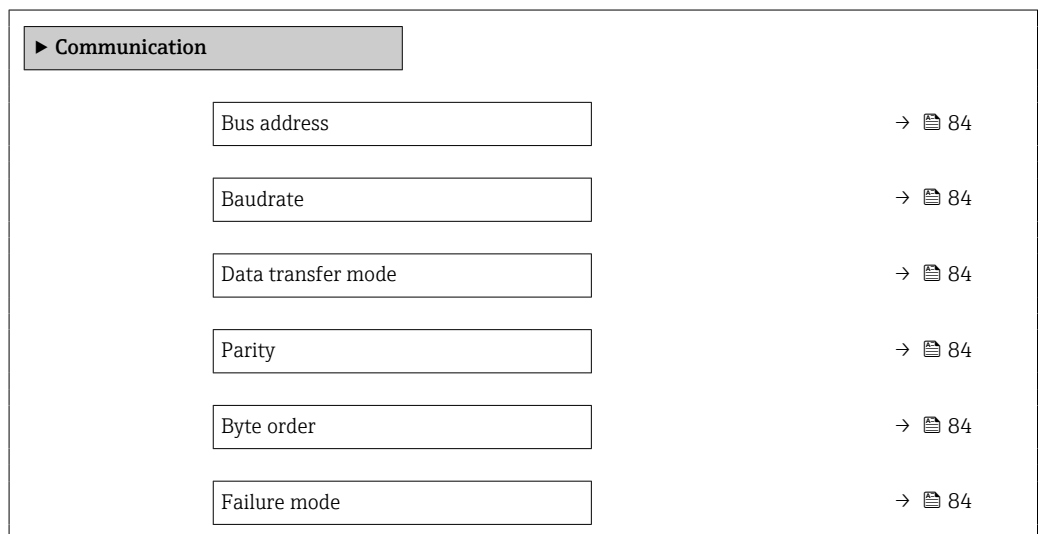 ▶ Communication
Bus address → 84
Baudrate → 84
Data transfer mode → 84
Parity → 84
Byte order → 84
Failure mode → 84